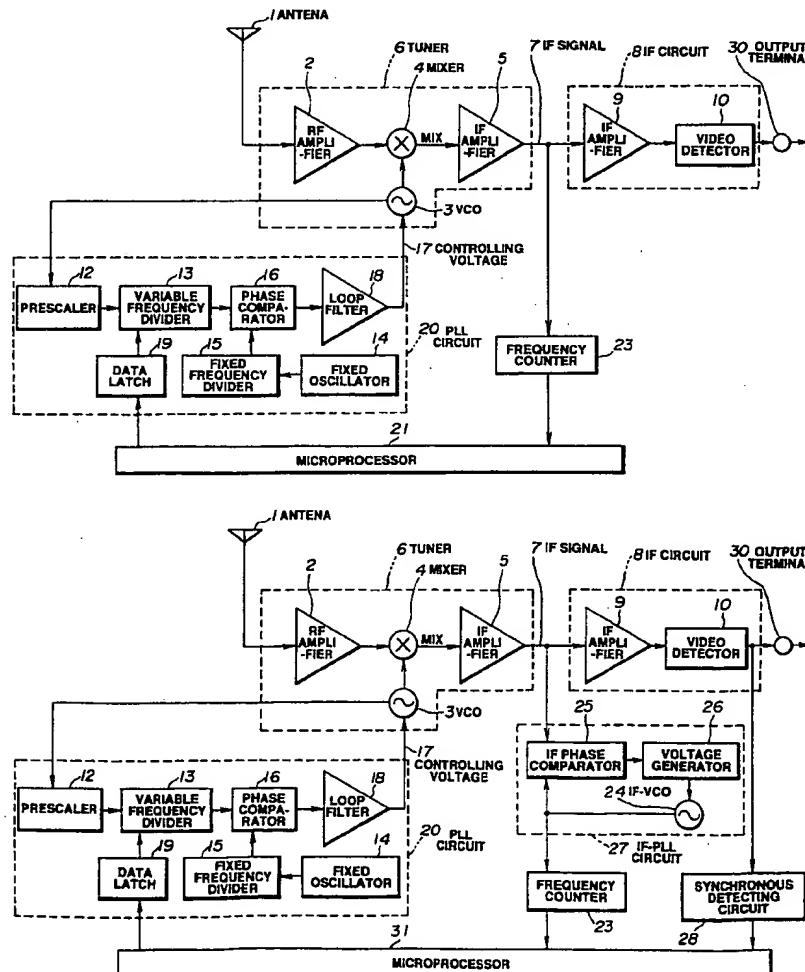 1 ANTENA
6 TUNER
4 MIXER
5
7 IF SIGNAL
8 IF CIRCUIT
30 OUTPUT
TERMINAL
2
RF
AMPLI
-FIER
MIX
IF
AMPLI
-FIER
9
IF
AMPLI
-FIER
10
VIDEO
DETECTOR
3 VCO
17 CONTROLLING
VOLTAGE
12
PRESCALER
13
VARIABLE
FREQUENCY
DIVIDER
16
PHASE
COMPA-
RATOR
18
LOOP
FILTER
19
DATA
LATCH
15
FIXED
FREQUENCY
DIVIDER
14
FIXED
OSCILLATOR
20 PLL
CIRCUIT
FREQUENCY
COUNTER
23
21
MICROPROCESSOR
1 ANTENA
6 TUNER
4 MIXER
5
7 IF SIGNAL
8 IF CIRCUIT
30 OUTPUT
TERMINA
2
RF
AMPLI
-FIER
MIX
IF
AMPLI
-FIER
9
IF
AMPLI
-FIER
10
VIDEO
DETECTOR
3 VCO
17
CONTROLLING
VOLTAGE
25
IF PHASE
COMPARATOR
26
VOLTAGE
GENERATOR
24 IF-VCO
27 IF-PLL
CIRCUIT
12
PRESCALER
13
VARIABLE
FREQUENCY
DIVIDER
16
PHASE
COMPA-
RATOR
18
LOOP
FILTER
19
DATA
LATCH
15
FIXED
FREQUENCY
DIVIDER
14
FIXED
OSCILLATOR
20 PLL
CIRCUIT
FREQUENCY
COUNTER
23
SYNCHRONOUS
DETECTING
CIRCUIT
28
31
MICROPROCESSOR